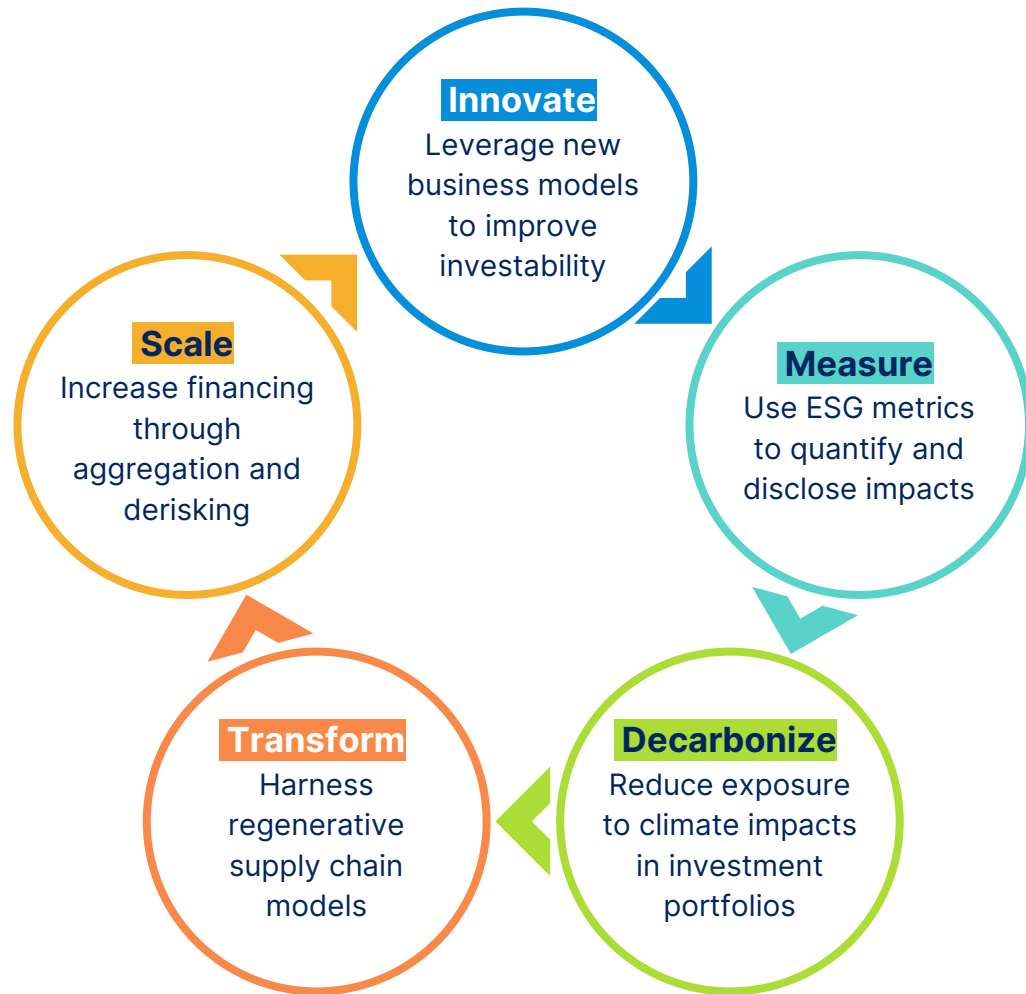 Innovate
Leverage new
business models
to improve
investability
Measure
Use ESG metrics
to quantify and
disclose impacts
Decarbonize
Reduce exposure
to climate impacts
in investment
portfolios
Transform
Harness
regenerative
supply chain
models
Scale
Increase financing
through
aggregation and
derisking